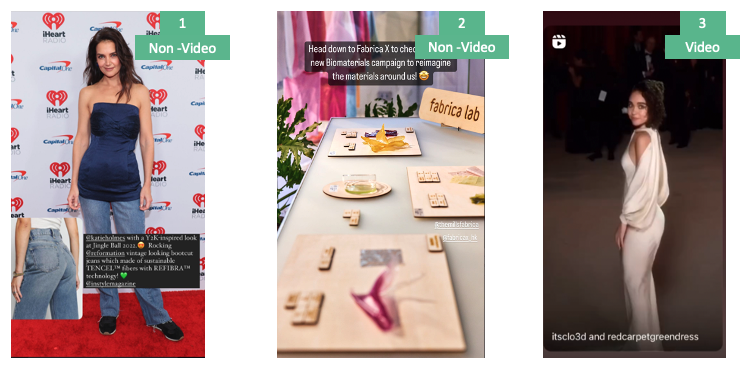 1
Non -Video
iHeart
RADIO
Capital One
@katieholmes with a Y2K-inspired look
at Jingle Ball 2022.😍 Rocking
@reformation vintage looking bootcut
jeans which made of sustainable
TENCEL™ fibers with REFIBRA™
technology! 💚
@instylemagazine
2
Non -Video
Head down to Fabrica X to chec
new Biomaterials campaign to reimagine
the materials around us! 🤩
fabrica lab
3
Video
itsclo3d and redcarpetgreendress